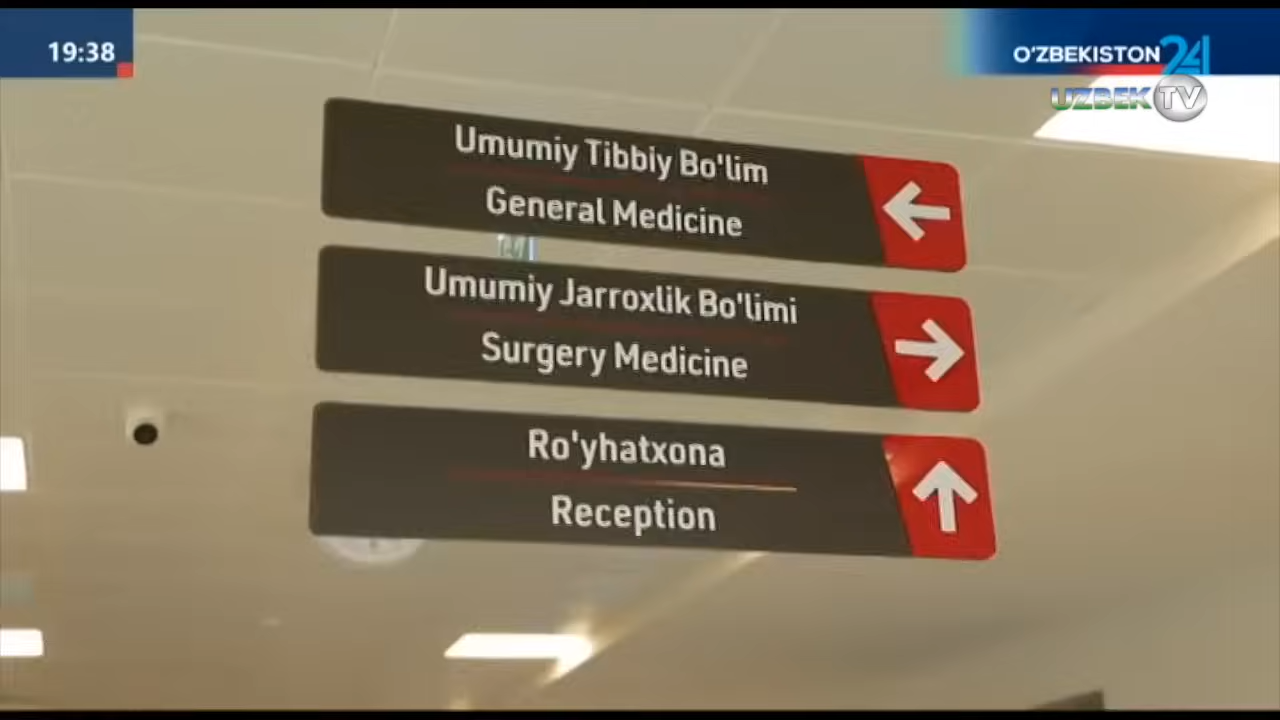 19:38
O'ZBEKISTON 24
UZBEK TV
Umumiy Tibbiy Bo'lim
General Medicine
Umumiy Jarroxlik Bo'limi
Surgery Medicine
Ro'yhatxona
Reception